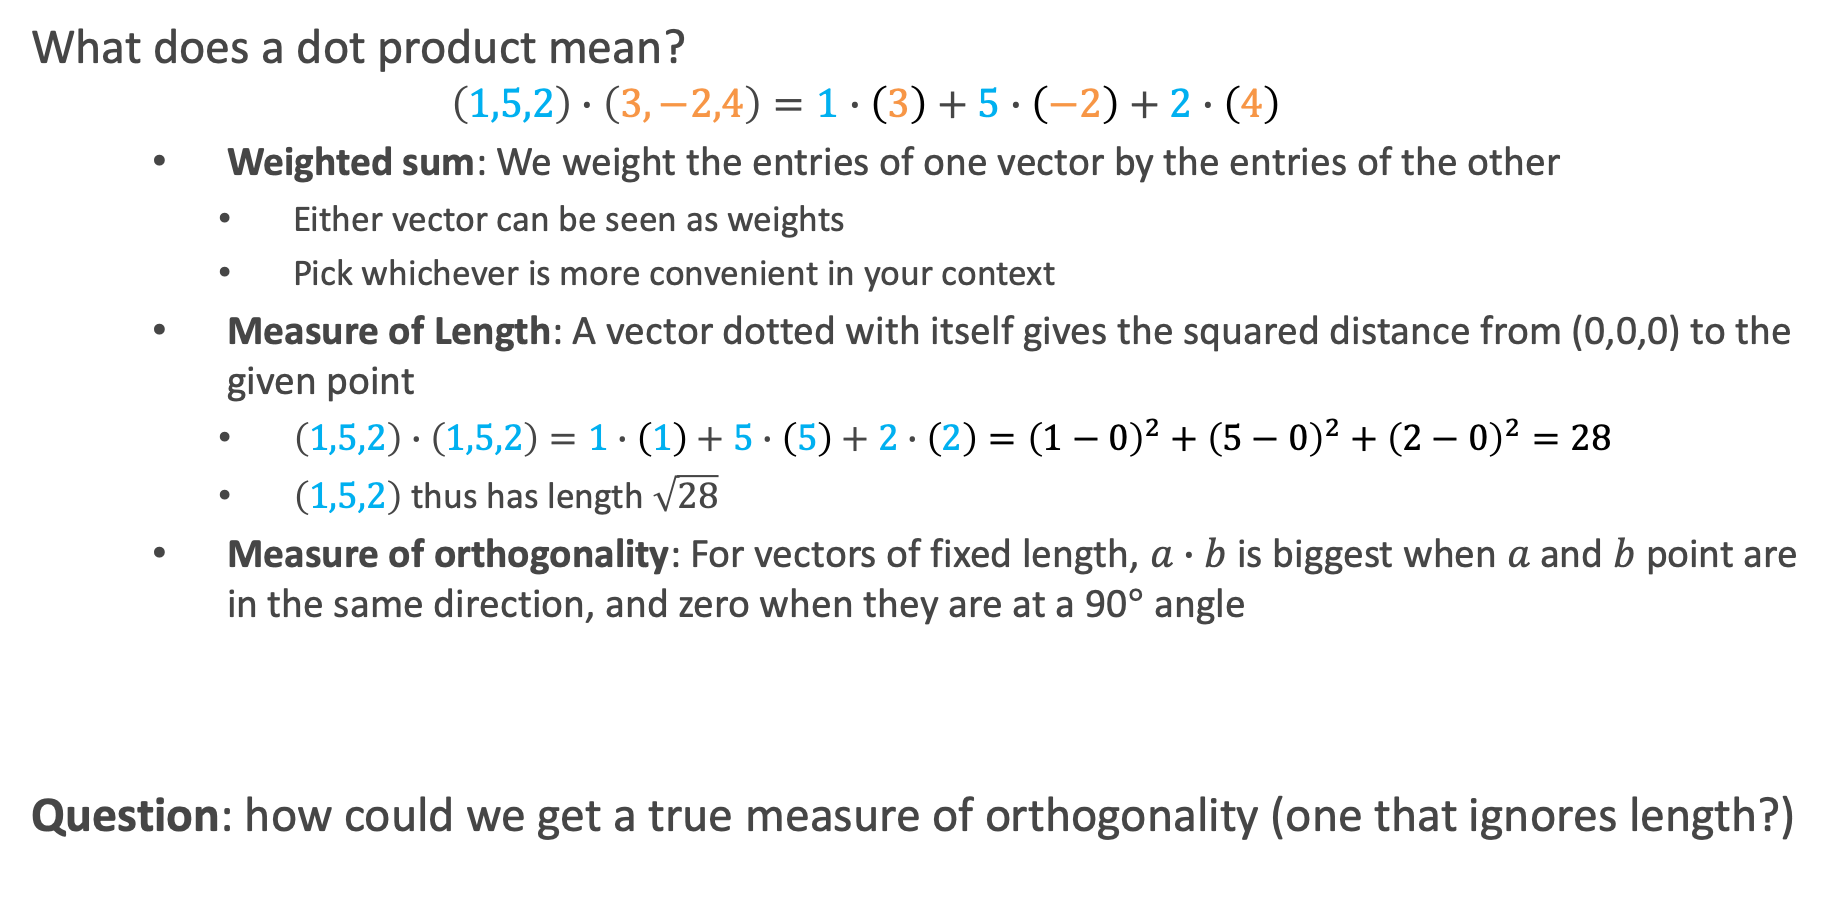 What does a dot product mean?
(1,5,2) · (3, −2,4) = 1 · (3) + 5 · (−2) + 2 · (4)
• Weighted sum: We weight the entries of one vector by the entries of the other
• Either vector can be seen as weights
• Pick whichever is more convenient in your context
• Measure of Length: A vector dotted with itself gives the squared distance from (0,0,0) to the
given point
• (1,5,2) · (1,5,2) = 1 · (1) + 5 · (5) + 2 · (2) = (1 − 0)² + (5 − 0)² + (2 − 0)² = 28
• (1,5,2) thus has length √28
• Measure of orthogonality: For vectors of fixed length, a · b is biggest when a and b point are
in the same direction, and zero when they are at a 90° angle
Question: how could we get a true measure of orthogonality (one that ignores length?)